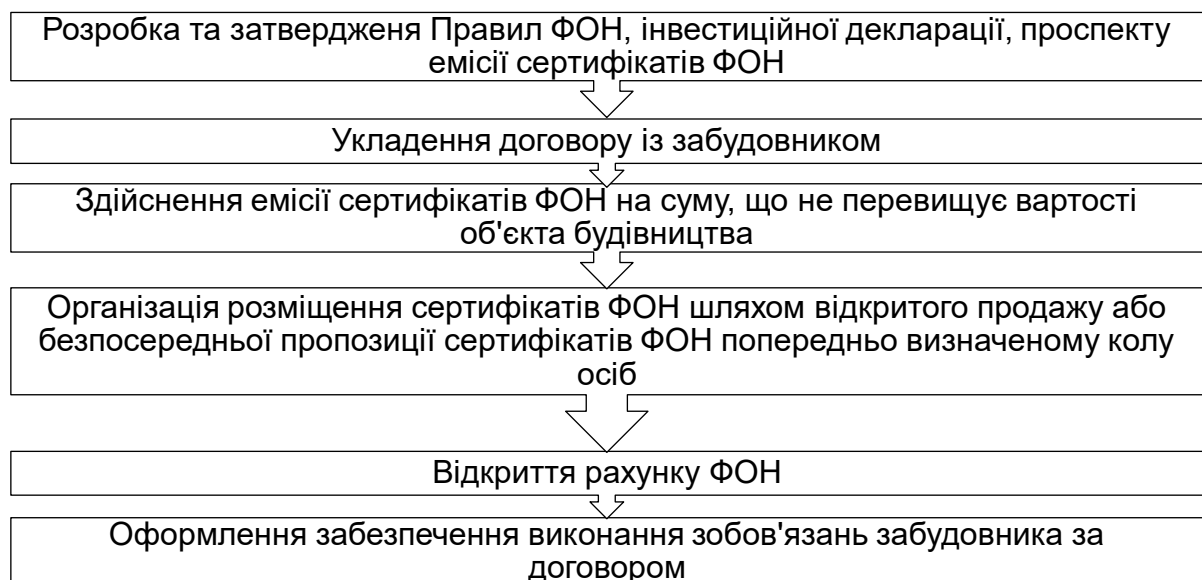 Розробка та затвердженя Правил ФОН, інвестиційної декларації, проспекту
емісії сертифікатів ФОН
Укладення договору із забудовником
Здійснення емісії сертифікатів ФОН на суму, що не перевищує вартості
об'єкта будівництва
Організація розміщення сертифікатів ФОН шляхом відкритого продажу або
безпосередньої пропозиції сертифікатів ФОН попередньо визначеному колу
осіб
Відкриття рахунку ФОН
Оформлення забезпечення виконання зобов'язань забудовника за
договором